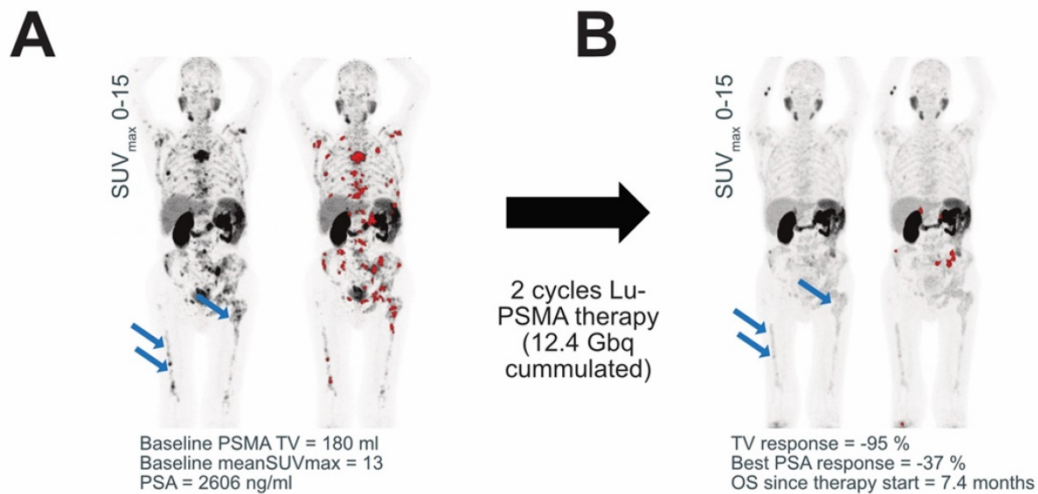 A
B
SUVmax 0-15
SUVmax 0-15
2 cycles Lu-
PSMA therapy
(12.4 Gbq
cummulated)
Baseline PSMA TV = 180 ml
Baseline meanSUVmax = 13
PSA = 2606 ng/ml
TV response = -95 %
Best PSA response = -37 %
OS since therapy start = 7.4 months